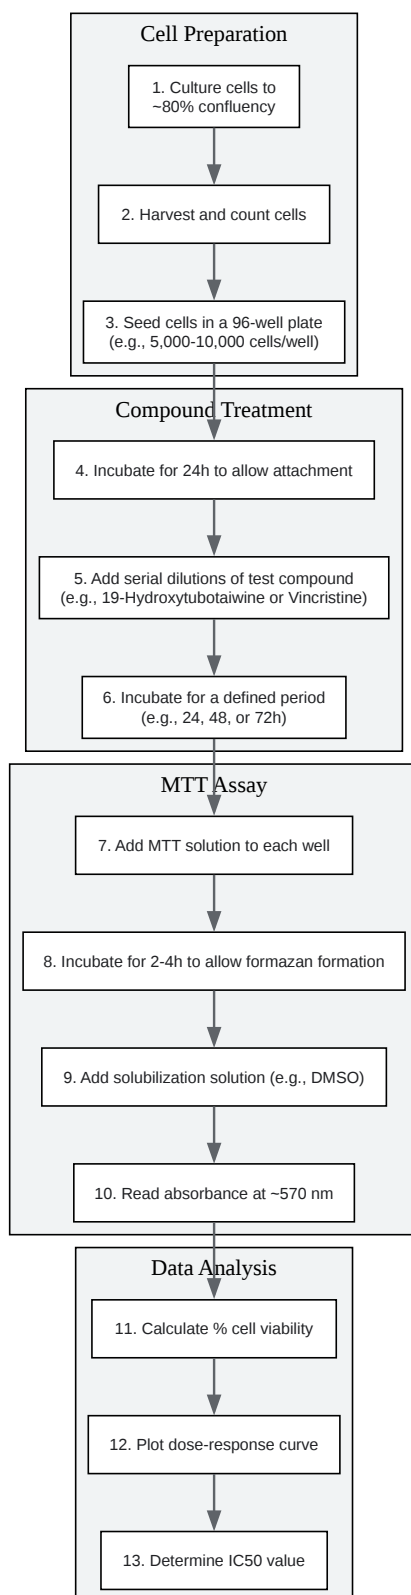 Cell Preparation
1. Culture cells to
~80% confluency
2. Harvest and count cells
3. Seed cells in a 96-well plate
(e.g., 5,000-10,000 cells/well)
Compound Treatment
4. Incubate for 24h to allow attachment
5. Add serial dilutions of test compound
(e.g., 19-Hydroxytubotaiwine or Vincristine)
6. Incubate for a defined period
(e.g., 24, 48, or 72h)
MTT Assay
7. Add MTT solution to each well
8. Incubate for 2-4h to allow formazan formation
9. Add solubilization solution (e.g., DMSO)
10. Read absorbance at ~570 nm
Data Analysis
11. Calculate % cell viability
12. Plot dose-response curve
13. Determine IC50 value